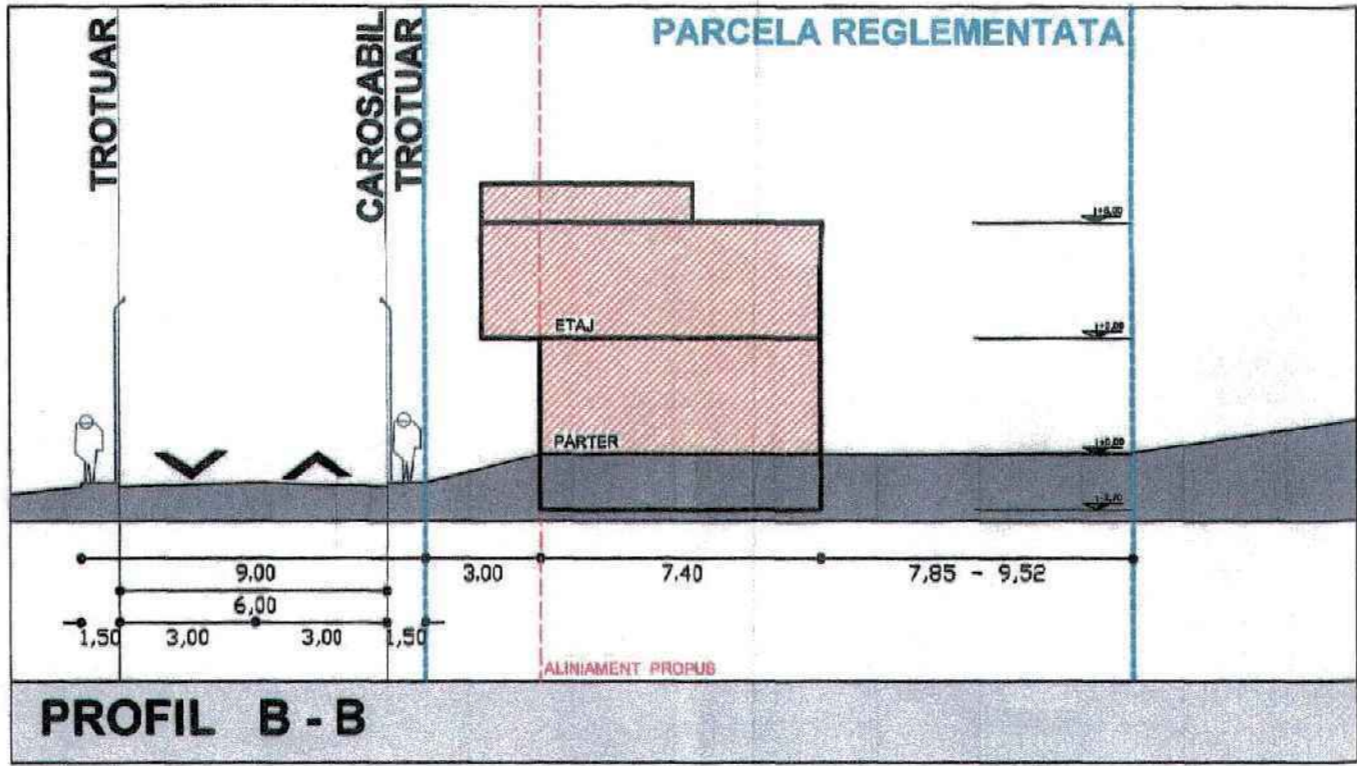 TROTUAR
CAROSABIL
TROTUAR
PARCELA REGLEMENTATA
ETAJ
PARTER
9.00
3.00
7.40
7,85 - 9,52
6,00
1,50
3,00
3,00
1,50
ALINIAMENT PROPUS
PROFIL B - B